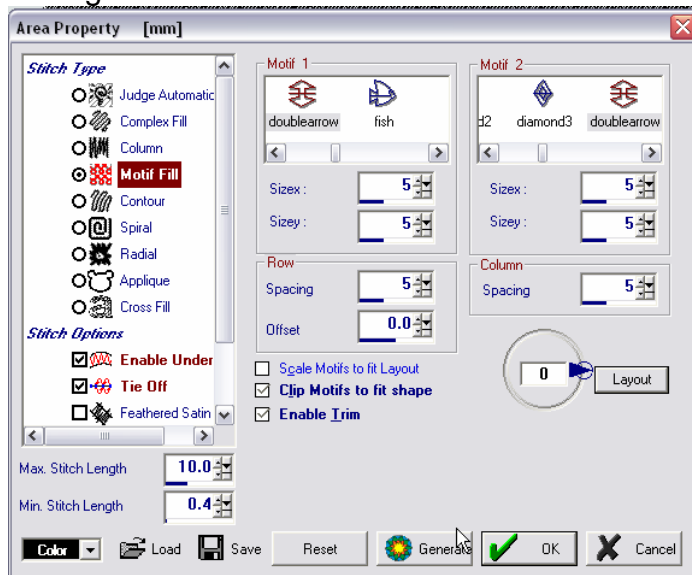 Area Property [mm]
Stitch Type
Judge Automatic
Complex Fill
Column
Motif Fill
Contour
Spiral
Radial
Applique
Cross Fill
Stitch Options
Enable Under
Tie Off
Feathered Satin
Max. Stitch Length 10.0
Min. Stitch Length 0.4
Motif 1
doublearrow fish
Sizex : 5
Sizey : 5
Motif 2
d2 diamond3 doublearrow
Sizex : 5
Sizey : 5
Row
Spacing 5
Offset 0.0
Column
Spacing 5
Scale Motifs to fit Layout
Clip Motifs to fit shape
Enable Trim
0 Layout
Color Load Save Reset Generate OK Cancel